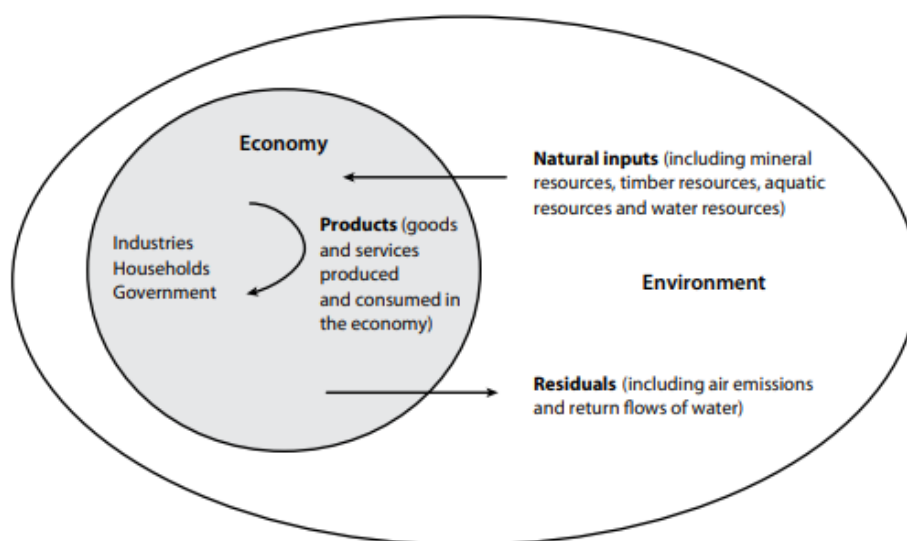 Economy
Natural inputs (including mineral
resources, timber resources, aquatic
resources and water resources)
Products (goods
and services
produced
and consumed in
the economy)
Industries
Households
Government
Environment
Residuals (including air emissions
and return flows of water)